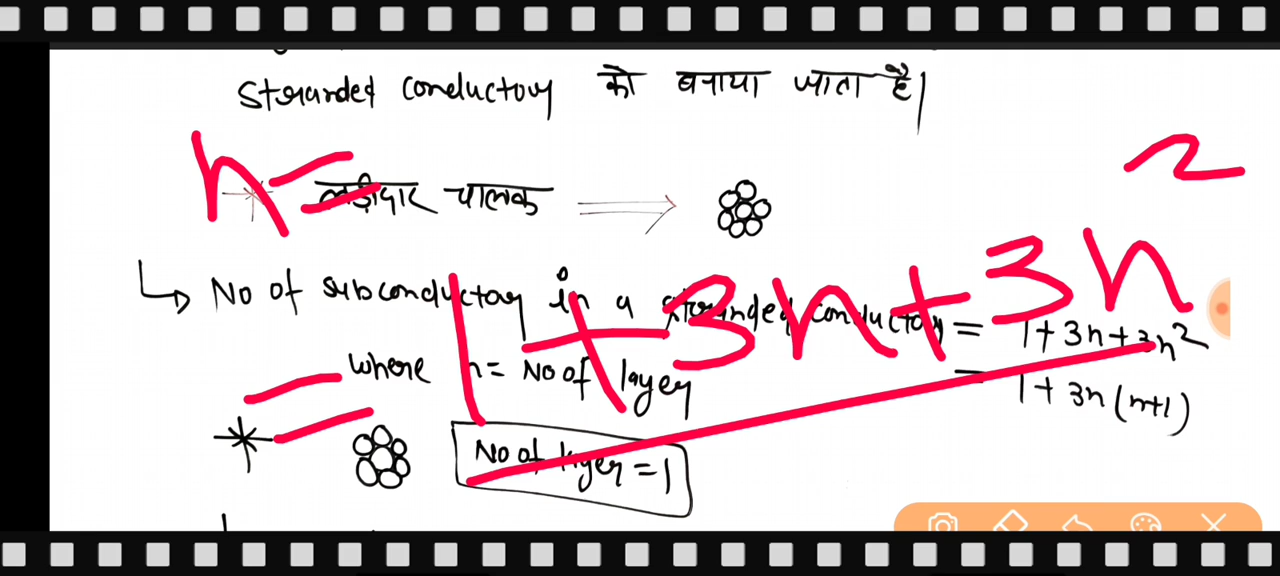 stranded conductor को बनाया जाता है।
लड़ीदार चालक ⇒
No of subconductor in a stranded conductor = 1 + 3n + 3n²
where n = No of layer = 1 + 3n (n+1)
No of layer = 1
n =
= 1 + 3n + 3n 2